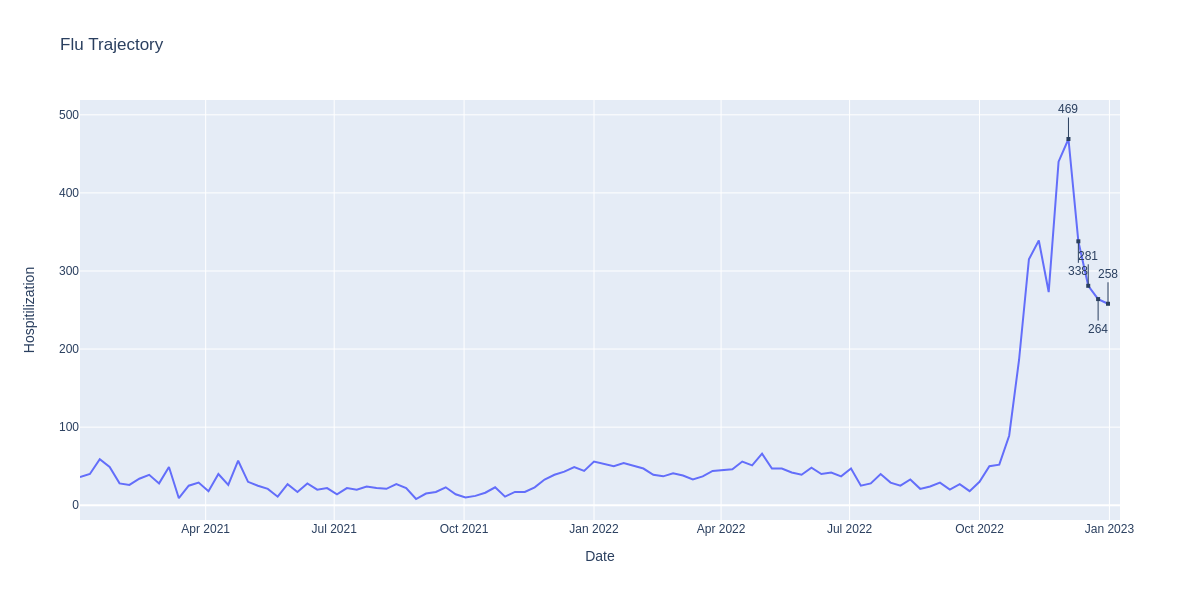 Flu Trajectory
500
400
300
200
100
0
Hospitilization
469
281
338
258
264
Apr 2021
Jul 2021
Oct 2021
Jan 2022
Apr 2022
Jul 2022
Oct 2022
Jan 2023
Date